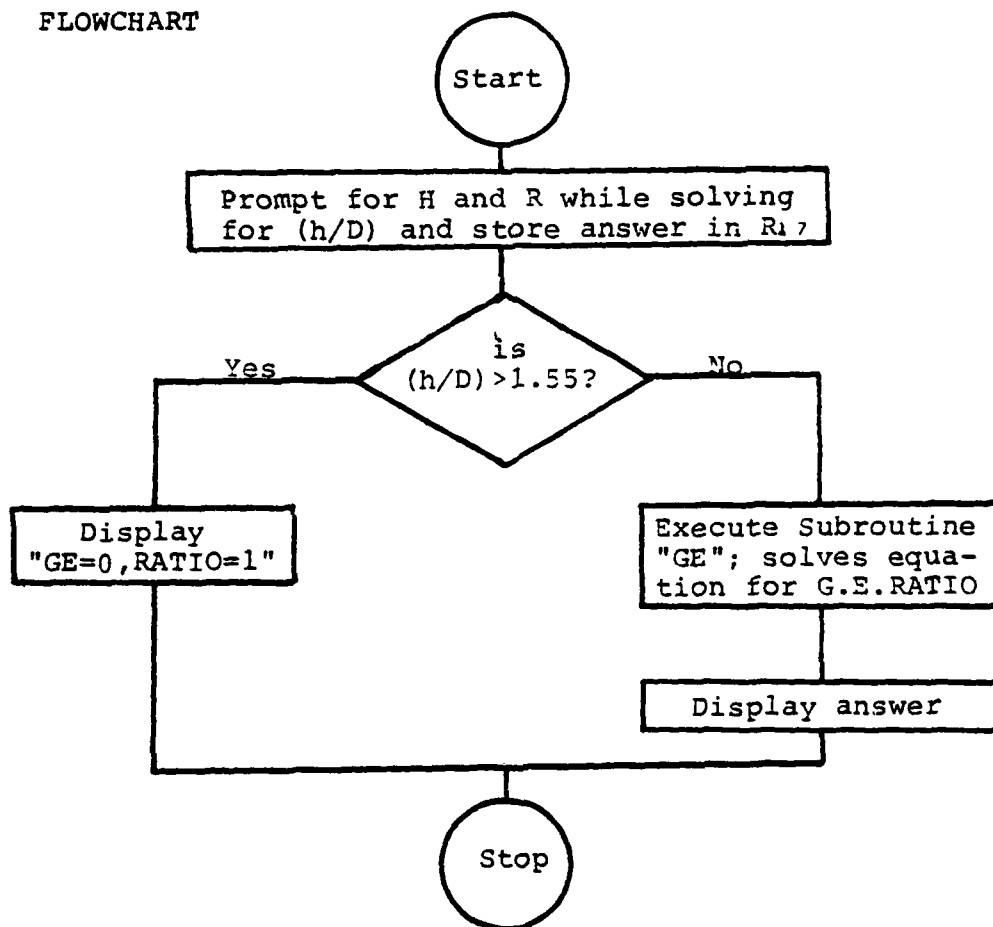 FLOWCHART
Start
Prompt for H and R while solving
for (h/D) and store answer in R17
is
(h/D)>1.55?
Yes
No
Display
"GE=0,RATIO=1"
Execute Subroutine
"GE"; solves equa-
tion for G.E.RATIO
Display answer
Stop